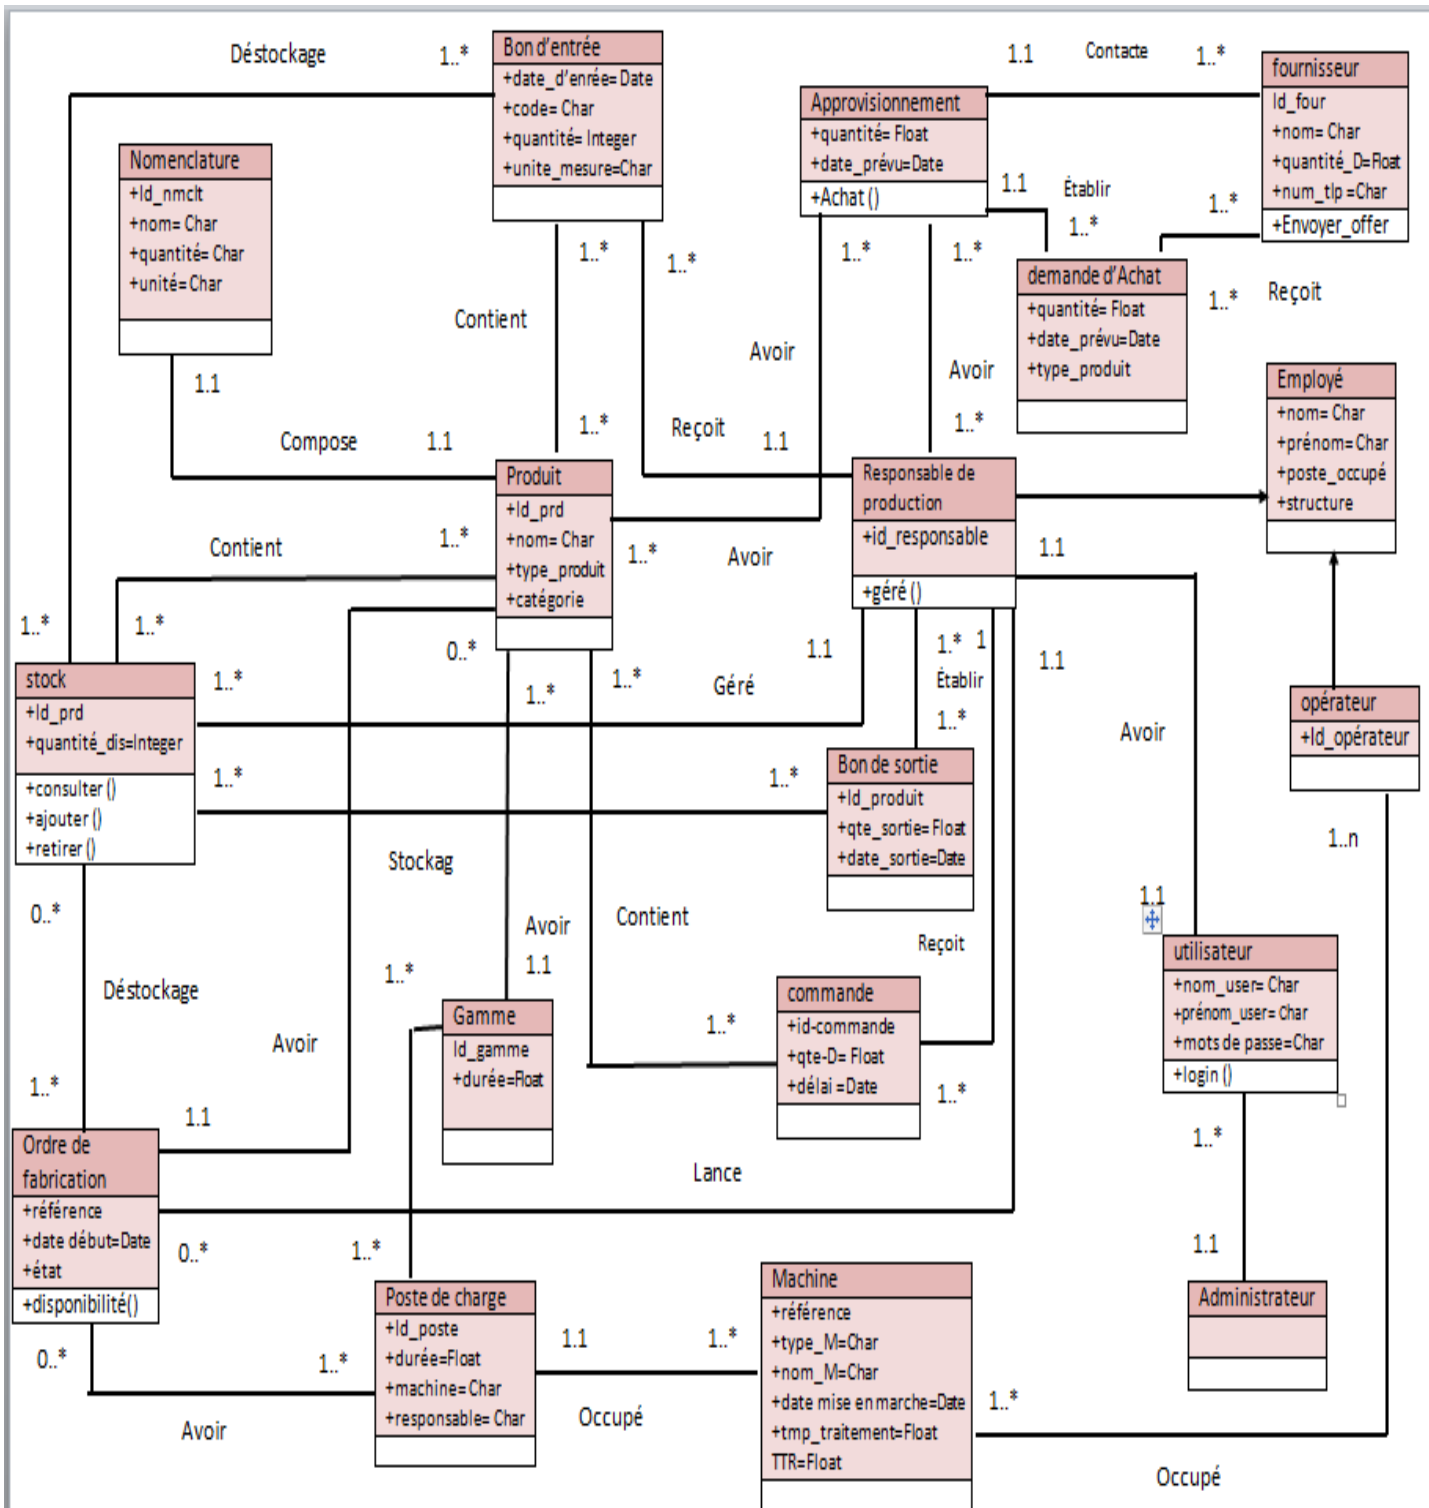 Déstockage
1..*
Bon d'entrée
+date_d'enrée=Date
+code= Char
+quantité= Integer
+unite_mesure=Char
1.1
Contacte
1..*
fournisseur
Id_four
+nom= Char
+quantité_D=Float
+num_tlp =Char
+Envoyer_offer
Approvisionnement
+quantité= Float
+date_prévu=Date
+Achat ()
Nomenclature
+Id_nmclt
+nom= Char
+quantité= Char
+unité= Char
1.1
Établir
1..*
1..*
1..*
1..*
1..*
1..*
demande d'Achat
+quantité= Float
+date_prévu=Date
+type_produit
1..*
Reçoit
Contient
Avoir
Avoir
1.1
Employé
+nom= Char
+prénom= Char
+poste_occupé
+structure
Compose
1.1
1..*
Reçoit
1.1
1..*
Produit
+Id_prd
+nom= Char
+type_produit
+catégorie
Responsable de
production
+id_responsable
+géré ()
Contient
1..*
1..*
Avoir
1.1
1..*
1..*
0..*
1.1
1.*
1
1.1
stock
+Id_prd
+quantité_dis=Integer
+consulter ()
+ajouter ()
+retirer ()
1..*
1..*
1..*
Géré
Établir
1..*
opérateur
+Id_opérateur
Avoir
1..*
1..*
Bon de sortie
+Id_produit
+qte_sortie= Float
+date_sortie=Date
1..n
Stockag
0..*
Avoir
Contient
Reçoit
1.1
utilisateur
+nom_user= Char
+prénom_user= Char
+mots de passe=Char
+login ()
1..*
1.1
Déstockage
commande
+id-commande
+qte-D= Float
+délai =Date
Gamme
Id_gamme
+durée=Float
1..*
Avoir
1..*
1.1
1..*
1..*
Ordre de
fabrication
+référence
+date début=Date
+état
+disponibilité()
Lance
0..*
1..*
1.1
Administrateur
Poste de charge
+Id_poste
+durée=Float
+machine= Char
+responsable= Char
Machine
+référence
+type_M=Char
+nom_M=Char
+date mise en marche=Date
+tmp_traitement=Float
TTR=Float
0..*
1..*
1.1
1..*
1..*
Avoir
Occupé
Occupé